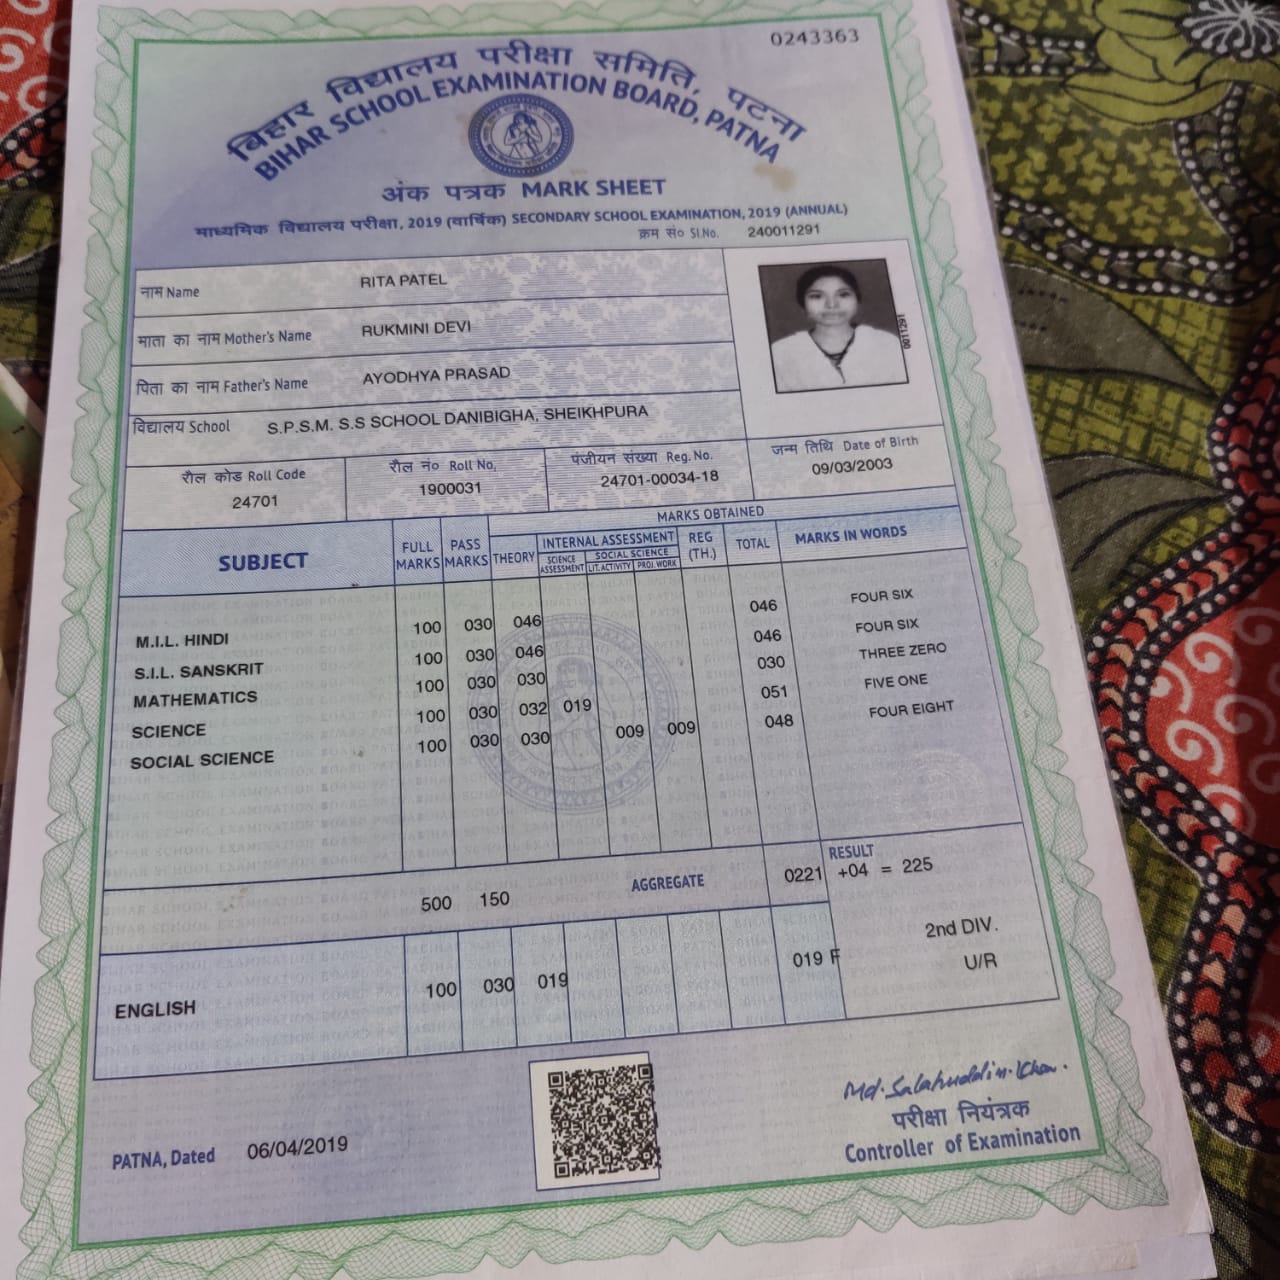 0243363
बिहार विद्यालय परीक्षा समिति, पटना
BIHAR SCHOOL EXAMINATION BOARD, PATNA
अंक पत्रक MARK SHEET
माध्यमिक विद्यालय परीक्षा, 2019 (वार्षिक) SECONDARY SCHOOL EXAMINATION, 2019 (ANNUAL)
क्रम सं० Sl.No. 240011291
नाम Name RITA PATEL
माता का नाम Mother's Name RUKMINI DEVI
पिता का नाम Father's Name AYODHYA PRASAD
विद्यालय School S.P.S.M. S.S SCHOOL DANIBIGHA, SHEIKHPURA
रौल कोड Roll Code रौल नं० Roll No. पंजीयन संख्या Reg. No. जन्म तिथि Date of Birth
24701 1900031 24701-00034-18 09/03/2003
MARKS OBTAINED
SUBJECT FULL MARKS PASS MARKS THEORY INTERNAL ASSESSMENT REG (TH.) TOTAL MARKS IN WORDS
SCIENCE ASSESSMENT SOCIAL SCIENCE LIT.ACTIVITY PROJ.WORK
M.I.L. HINDI 100 030 046 046 FOUR SIX
S.I.L. SANSKRIT 100 030 046 046 FOUR SIX
MATHEMATICS 100 030 030 030 THREE ZERO
SCIENCE 100 030 032 019 051 FIVE ONE
SOCIAL SCIENCE 100 030 030 009 009 048 FOUR EIGHT
RESULT
500 150 AGGREGATE 0221 +04 = 225
2nd DIV.
ENGLISH 100 030 019 019 F U/R
Md. Salahuddin Khan.
परीक्षा नियंत्रक
Controller of Examination
PATNA, Dated 06/04/2019